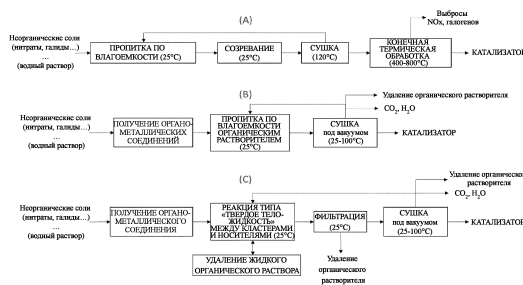 (A)
Выбросы
NOx, галогенов
Неорганические соли
(нитраты, галиды...)
...
(водный раствор)
ПРОПИТКА ПО
ВЛАГОЕМКОСТИ (25°C)
СОЗРЕВАНИЕ
(25°C)
СУШКА
(120°C)
КОНЕЧНАЯ
ТЕРМИЧЕСКАЯ
ОБРАБОТКА
(400-800°C)
КАТАЛИЗАТОР
(B)
Удаление органического растворителя
CO2, H2O
Неорганические соли
(нитраты, галиды...)
...
(водный раствор)
ПОЛУЧЕНИЕ ОРГАНО-
МЕТАЛЛИЧЕСКИХ
СОЕДИНЕНИЙ
ПРОПИТКА ПО
ВЛАГОЕМКОСТИ
ОРГАНИЧЕСКИМ
РАСТВОРИТЕЛЕМ
(25°C)
СУШКА
под вакуумом
(25-100°C)
КАТАЛИЗАТОР
(C)
Удаление органическ
растворителя
CO2, H2O
Неорганические соли
(нитраты, галиды...)
...
(водный раствор)
ПОЛУЧЕНИЕ ОРГАНО-
МЕТАЛЛИЧЕСКОГО
СОЕДИНЕНИЯ
РЕАКЦИЯ ТИПА
«ТВЕРДОЕ ТЕЛО-
ЖИДКОСТЬ»
МЕЖДУ КЛАСТЕРАМИ
И НОСИТЕЛЯМИ (25°C)
ФИЛЬТРАЦИЯ
(25°C)
СУШКА
под вакуумом
(25-100°C)
КАТАЛИЗАТО
УДАЛЕНИЕ ЖИДКОГО
ОРГАНИЧЕСКОГО РАСТВОРА
Удаление
органического
растворителя